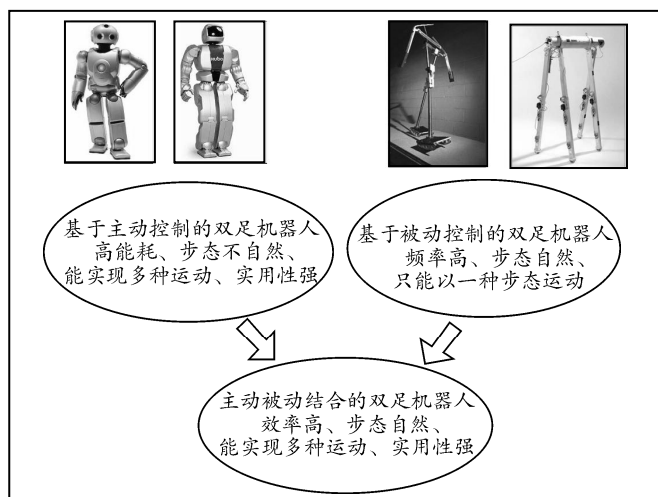 基于主动控制的双足机器人
高能耗、步态不自然、
能实现多种运动、实用性强
基于被动控制的双足机器人
频率高、步态自然、
只能以一种步态运动
主动被动结合的双足机器人
效率高、步态自然、
能实现多种运动、实用性强